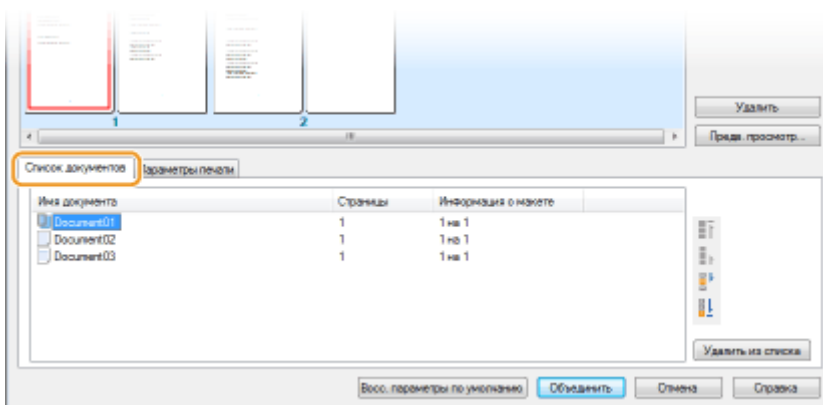 Удалить
1 2
Предв. просмотр...
Список документов Параметры печати
Имя документа Страницы Информация о макете
Document01 1 1 на 1
Document02 1 1 на 1
Document03 1 1 на 1
Удалить из списка
Восс. параметры по умолчанию Объединить Отмена Справка